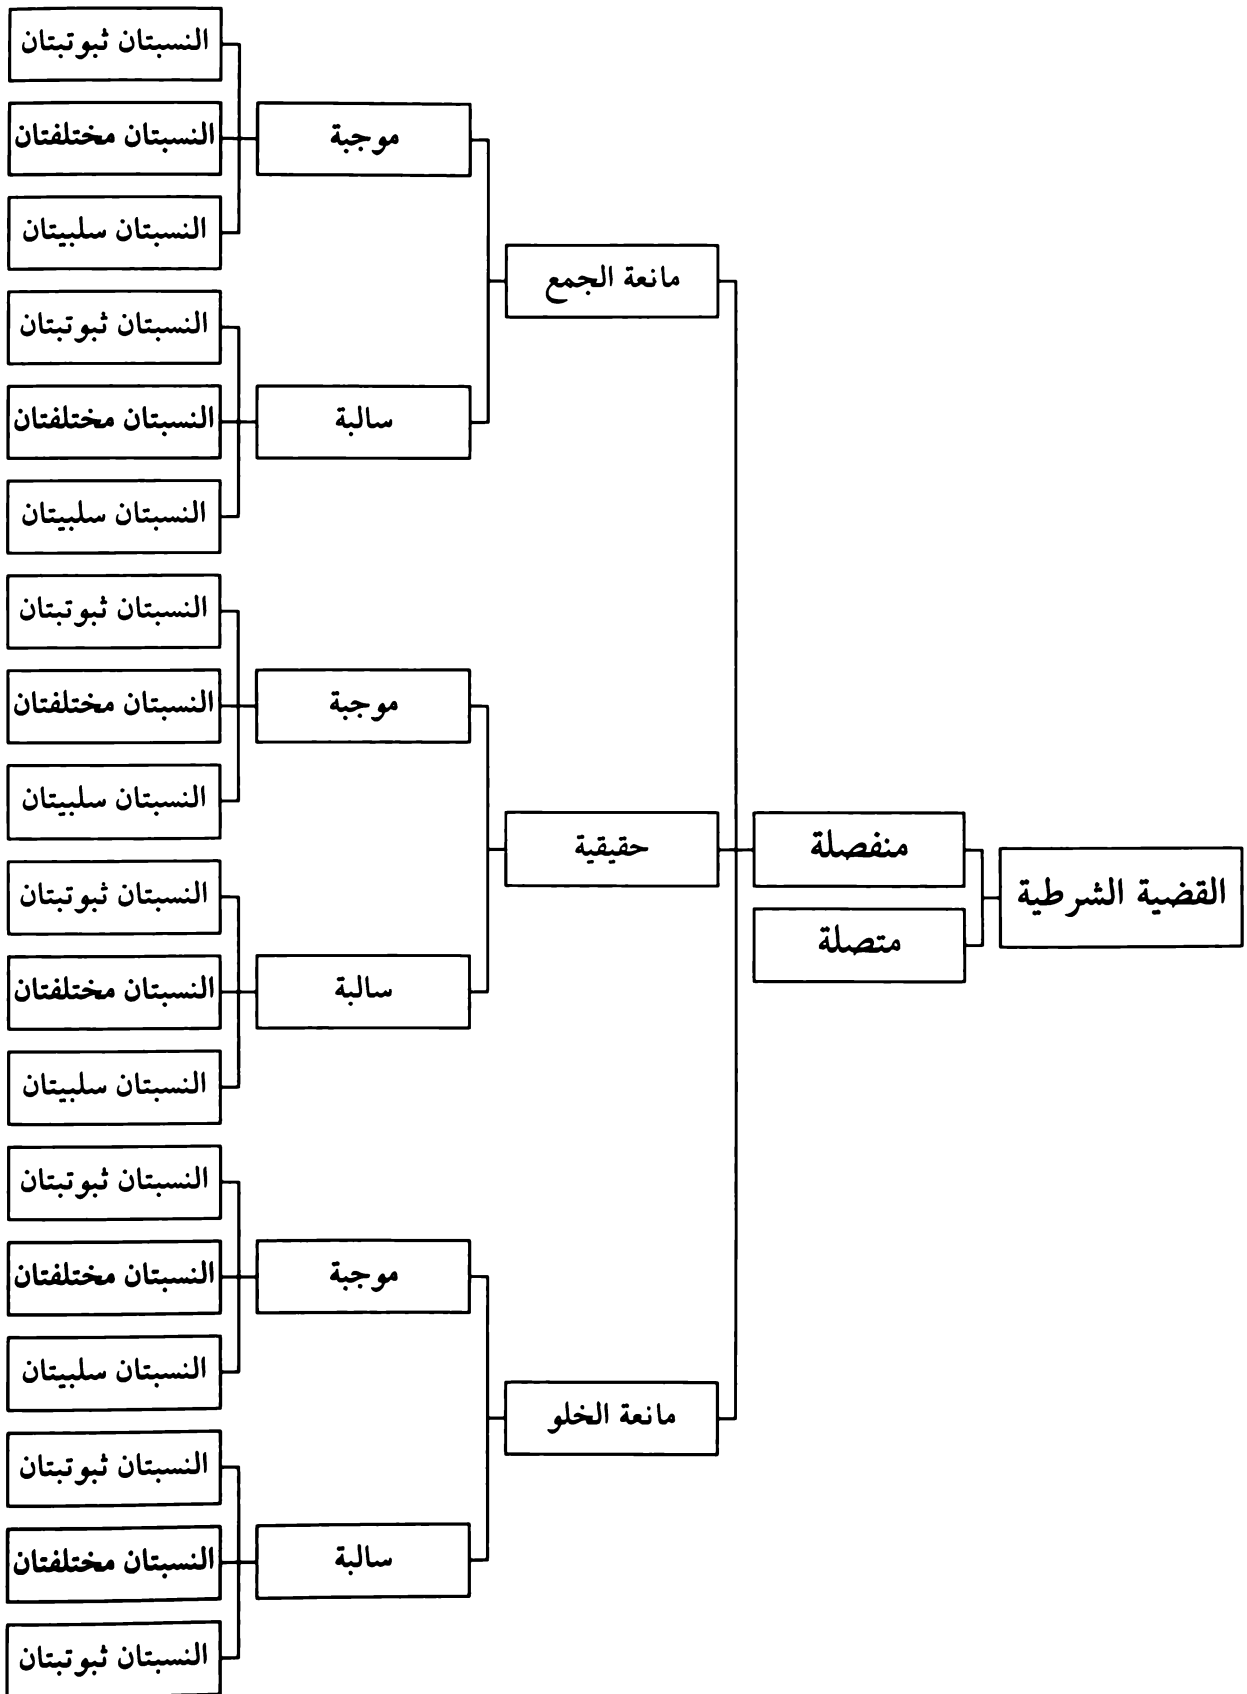 القضية الشرطية
منفصلة
مانعة الجمع
موجبة
النسبتان ثبوتبتان
النسبتان مختلفتان
النسبتان سلبيتان
سالبة
النسبتان ثبوتبتان
النسبتان مختلفتان
النسبتان سلبيتان
حقيقية
موجبة
النسبتان ثبوتبتان
النسبتان مختلفتان
النسبتان سلبيتان
سالبة
النسبتان ثبوتبتان
النسبتان مختلفتان
النسبتان سلبيتان
مانعة الخلو
موجبة
النسبتان ثبوتبتان
النسبتان مختلفتان
النسبتان سلبيتان
سالبة
النسبتان ثبوتبتان
النسبتان مختلفتان
النسبتان ثبوتبتان
متصلة